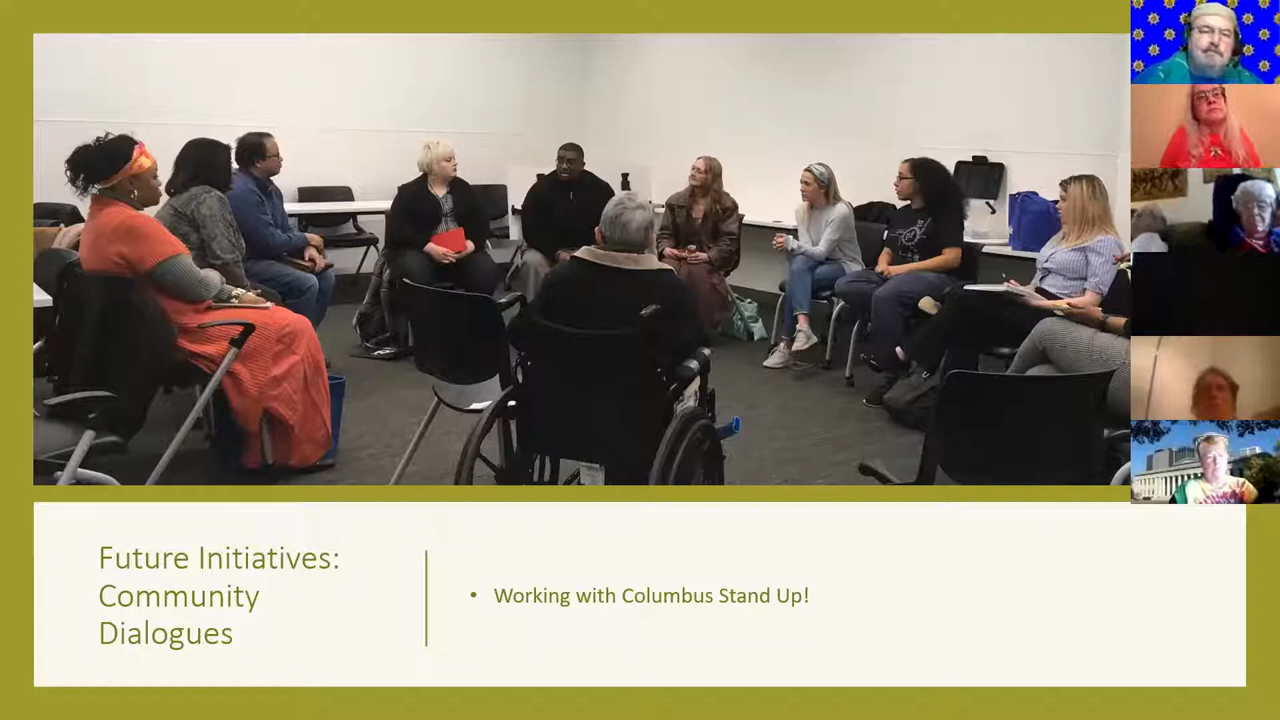 Future Initiatives:
Community
Dialogues
• Working with Columbus Stand Up!